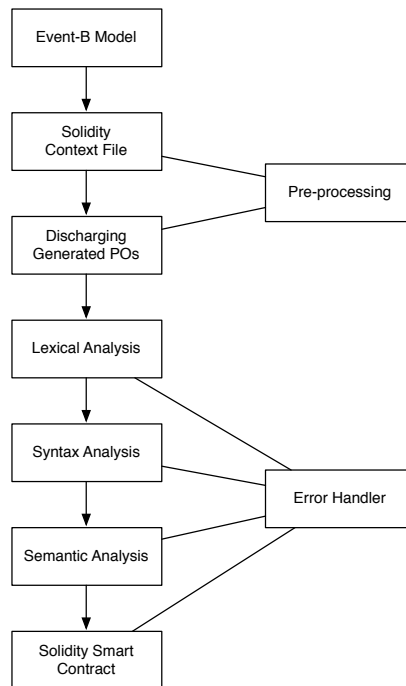 Event-B Model
Solidity
Context File
Pre-processing
Discharging
Generated POs
Lexical Analysis
Syntax Analysis
Error Handler
Semantic Analysis
Solidity Smart
Contract